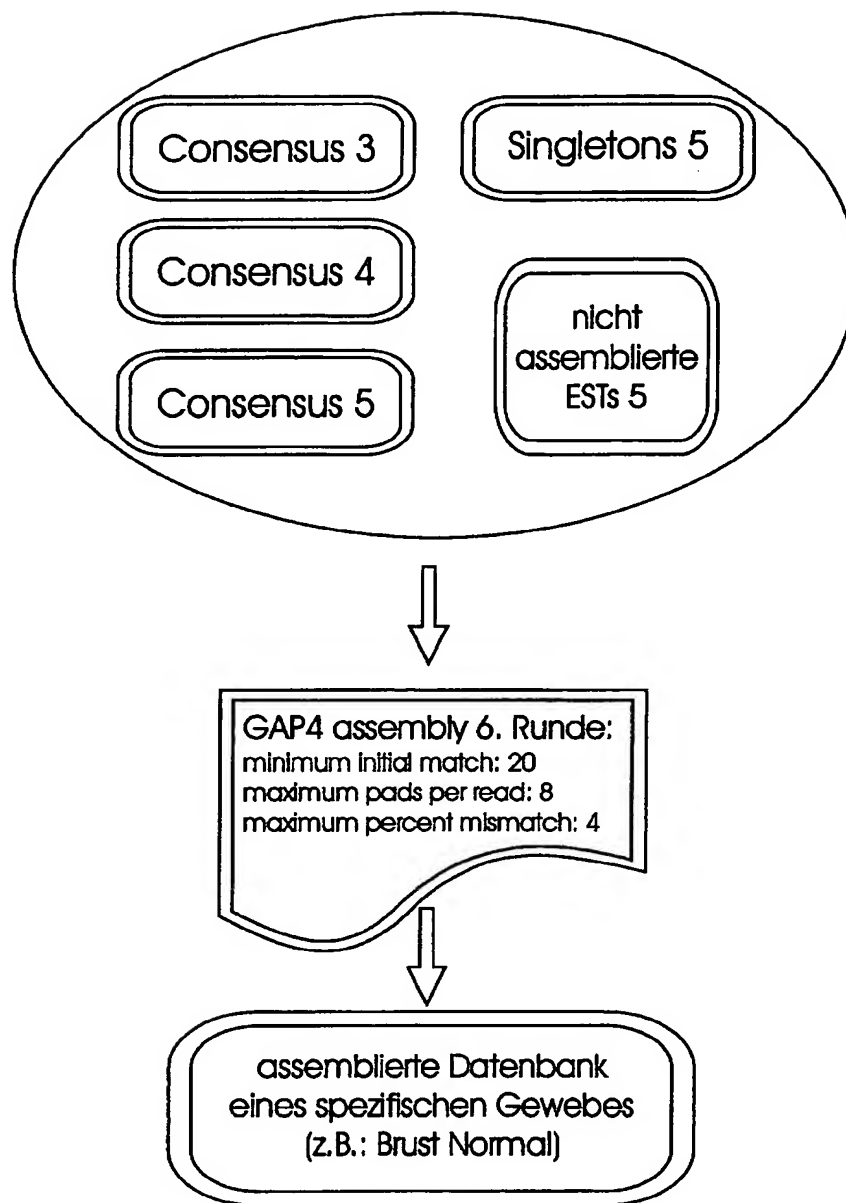 Consensus 3
Singletons 5
Consensus 4
nicht
assemblierte
ESTs 5
Consensus 5
GAP4 assembly 6. Runde:
minimum initial match: 20
maximum pads per read: 8
maximum percent mismatch: 4
assemblierte Datenbank
eines spezifischen Gewebes
(z.B.: Brust Normal)